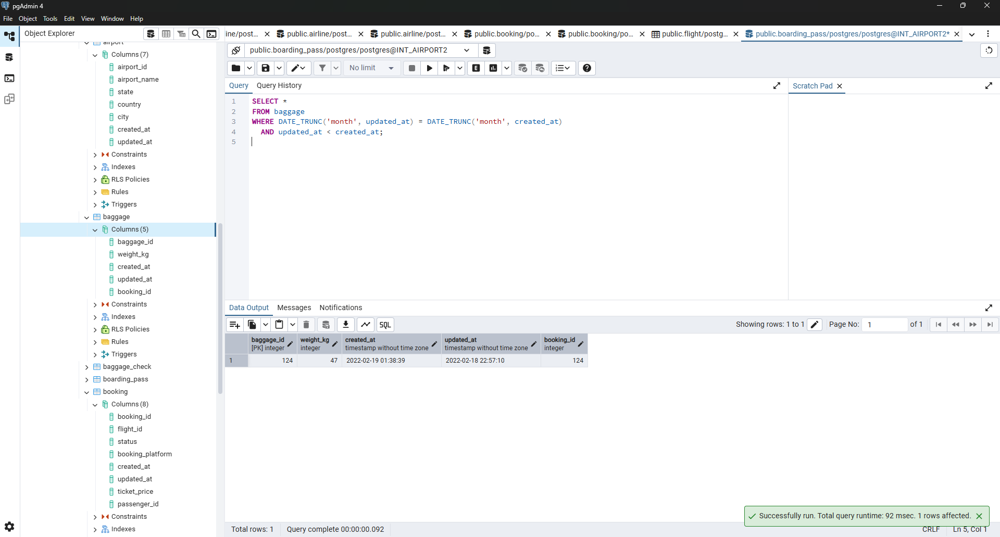 pgAdmin 4
File Object Tools Edit View Window Help
Object Explorer
airport
Columns (7)
airport_id
airport_name
state
country
city
created_at
updated_at
Constraints
Indexes
RLS Policies
Rules
Triggers
baggage
Columns (5)
baggage_id
weight_kg
created_at
updated_at
booking_id
Constraints
Indexes
RLS Policies
Rules
Triggers
baggage_check
boarding_pass
booking
Columns (8)
booking_id
flight_id
status
booking_platform
created_at
updated_at
ticket_price
passenger_id
Constraints
Indexes
ine/post... public.airline/post... public.airline/post... public.booking/po... public.booking/po... public.flight/postg... public.boarding_pass/postgres/postgres@INT_AIRPORT2*
public.boarding_pass/postgres/postgres@INT_AIRPORT2
No limit
E
Query Query History
Scratch Pad
1 SELECT *
2 FROM baggage
3 WHERE DATE_TRUNC('month', updated_at) = DATE_TRUNC('month', created_at)
4 AND updated_at < created_at;
5
Data Output Messages Notifications
SQL
Showing rows: 1 to 1 Page No: 1 of 1
baggage_id weight_kg created_at updated_at booking_id
[PK] integer integer timestamp without time zone timestamp without time zone integer
1 124 47 2022-02-19 01:38:39 2022-02-18 22:57:10 124
Successfully run. Total query runtime: 92 msec. 1 rows affected.
Total rows: 1 Query complete 00:00:00.092 CRLF Ln 5, Col 1